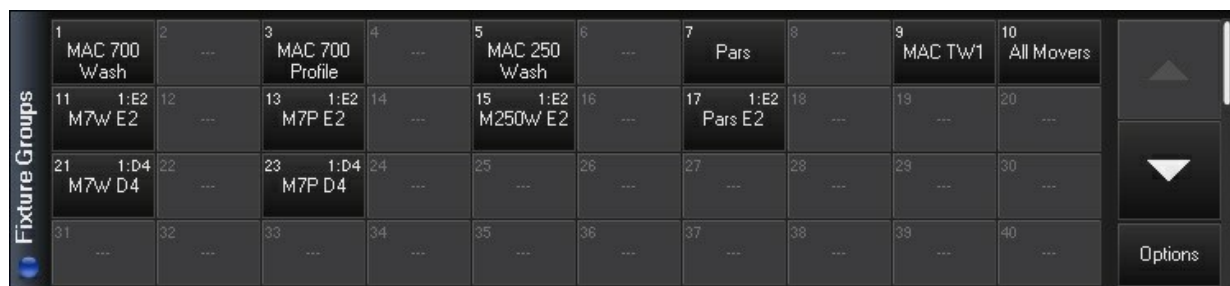 Fixture Groups
1
MAC 700
Wash
2
---
3
MAC 700
Profile
4
---
5
MAC 250
Wash
6
---
7
Pars
8
---
9
MAC TW1
10
All Movers
11 1:E2
M7W E2
12
---
13 1:E2
M7P E2
14
---
15 1:E2
M250W E2
16
---
17 1:E2
Pars E2
18
---
19
---
20
---
21 1:D4
M7W D4
22
---
23 1:D4
M7P D4
24
---
25
---
26
---
27
---
28
---
29
---
30
---
31
---
32
---
33
---
34
---
35
---
36
---
37
---
38
---
39
---
40
---
Options